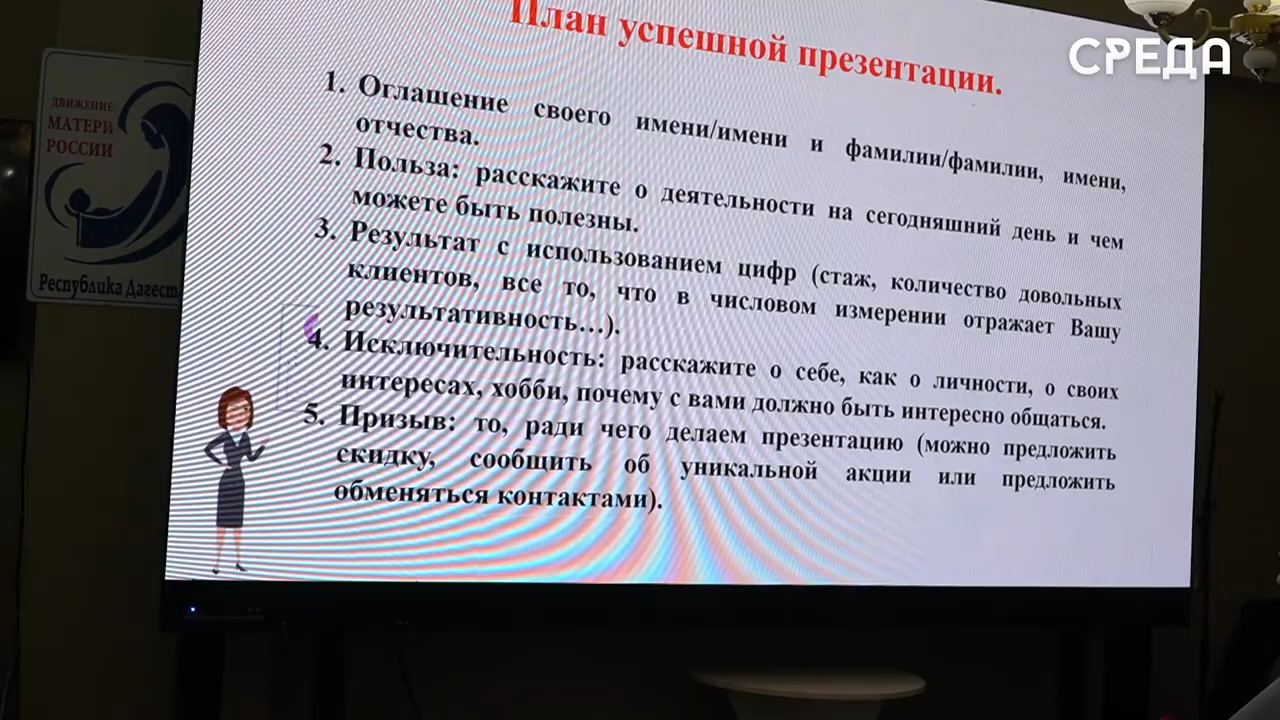 План успешной презентации.
СРЕДА
ДВИЖЕНИЕ
МАТЕРИ
РОССИИ
Республика
1. Оглашение своего имени/имени и фамилии/фамилии, имени,
отчества.
2. Польза: расскажите о деятельности на сегодняшний день и чем
можете быть полезны.
3. Результат с использованием цифр (стаж, количество довольных
клиентов, все то, что в числовом измерении отражает Вашу
результативность…).
4. Исключительность: расскажите о себе, как о личности, о своих
интересах, хобби, почему с вами должно быть интересно общаться.
5. Призыв: то, ради чего делаем презентацию (можно предложить
скидку, сообщить об уникальной акции или предложить
обменяться контактами).